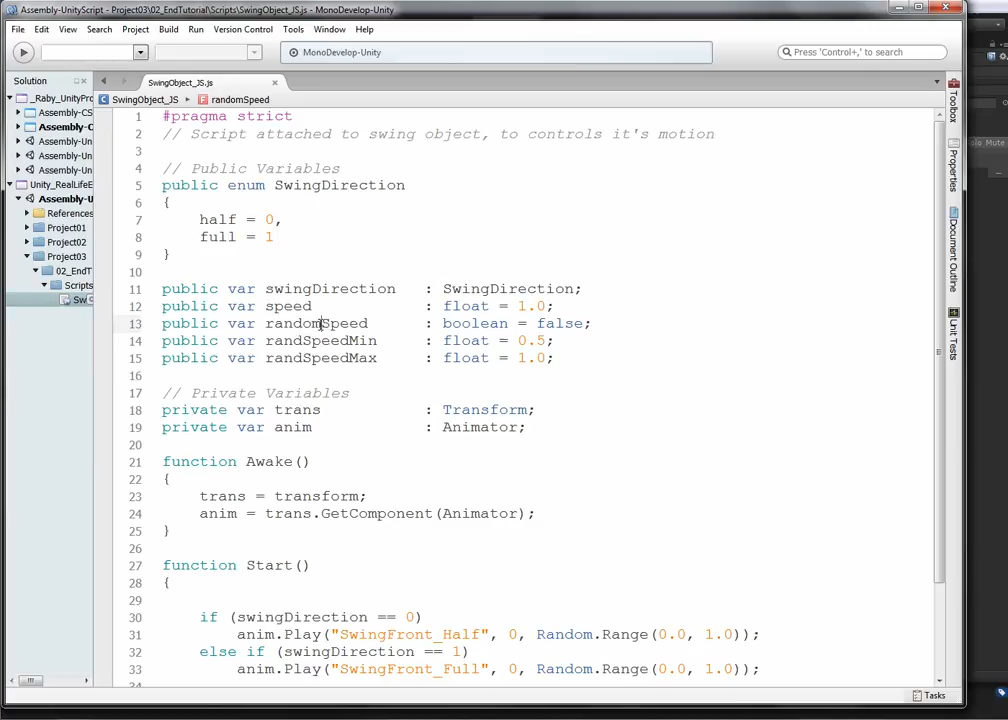 Assembly-UnityScript - Project03\02_EndTutorial\Scripts\SwingObject_JS.js - MonoDevelop-Unity
File Edit View Search Project Build Run Version Control Tools Window Help
MonoDevelop-Unity
Press 'Control+,' to search
Solution
SwingObject_JS.js
SwingObject_JS
randomSpeed
_Raby_UnityPro
Assembly-CS
Assembly-C
Assembly-Un
Assembly-Un
Assembly-Un
Unity_RealLifeE
Assembly-U
References
Project01
Project02
Project03
02_EndT
Scripts
Sw
1 #pragma strict
2 // Script attached to swing object, to controls it's motion
3
4 // Public Variables
5 public enum SwingDirection
6 {
7 half = 0,
8 full = 1
9 }
10
11 public var swingDirection : SwingDirection;
12 public var speed : float = 1.0;
13 public var randomSpeed : boolean = false;
14 public var randSpeedMin : float = 0.5;
15 public var randSpeedMax : float = 1.0;
16
17 // Private Variables
18 private var trans : Transform;
19 private var anim : Animator;
20
21 function Awake()
22 {
23 trans = transform;
24 anim = trans.GetComponent(Animator);
25 }
26
27 function Start()
28 {
29
30 if (swingDirection == 0)
31 anim.Play("SwingFront_Half", 0, Random.Range(0.0, 1.0));
32 else if (swingDirection == 1)
33 anim.Play("SwingFront_Full", 0, Random.Range(0.0, 1.0));
Toolbox
Properties
Document Outline
Unit Tests
Mute
Tasks